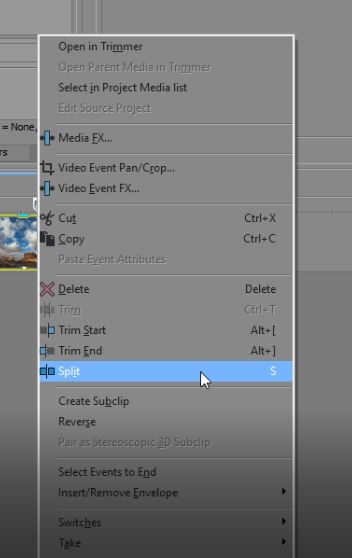 Open in Trimmer
Open Parent Media in Trimmer
Select in Project Media list
Edit Source Project
= None,
Media FX...
rs
Video Event Pan/Crop...
Video Event FX...
Cut Ctrl+X
Copy Ctrl+C
Paste Event Attributes
Delete Delete
Trim Ctrl+T
Trim Start Alt+[
Trim End Alt+]
Split S
Create Subclip
Reverse
Pair as Stereoscopic 3D Subclip
Select Events to End
Insert/Remove Envelope
Switches
Take